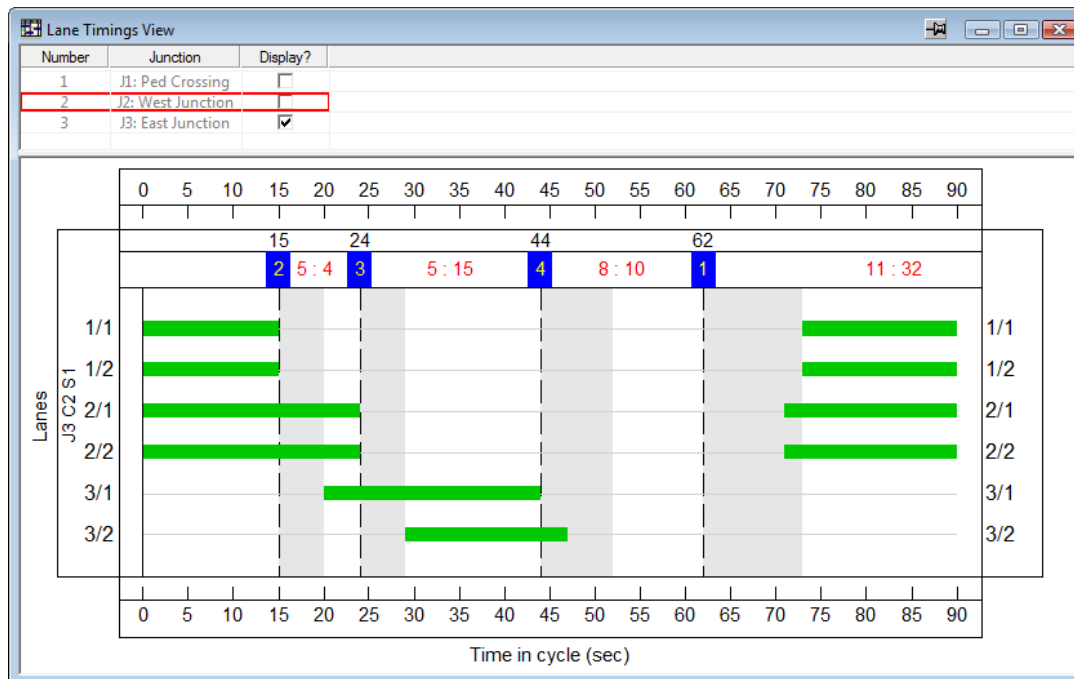 Lane Timings View
Number Junction Display?
1 J1: Ped Crossing
2 J2: West Junction
3 J3: East Junction
0 5 10 15 20 25 30 35 40 45 50 55 60 65 70 75 80 85 90
15 24 44 62
2 5 : 4 3 5 : 15 4 8 : 10 1 11 : 32
Lanes
J3 C2 S1
1/1 1/1
1/2 1/2
2/1 2/1
2/2 2/2
3/1 3/1
3/2 3/2
0 5 10 15 20 25 30 35 40 45 50 55 60 65 70 75 80 85 90
Time in cycle (sec)